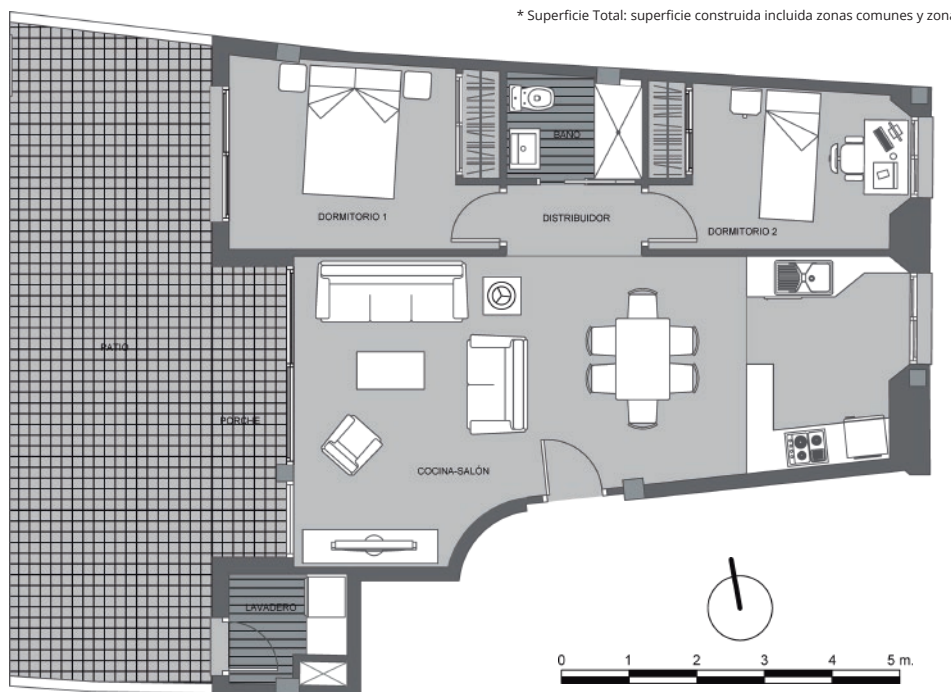 * Superficie Total: superficie construida incluida zonas comunes y zona
BAÑO
DORMITORIO 1
DISTRIBUIDOR
DORMITORIO 2
PATIO
PORCHE
COCINA-SALÓN
LAVADERO
0 1 2 3 4 5 m.